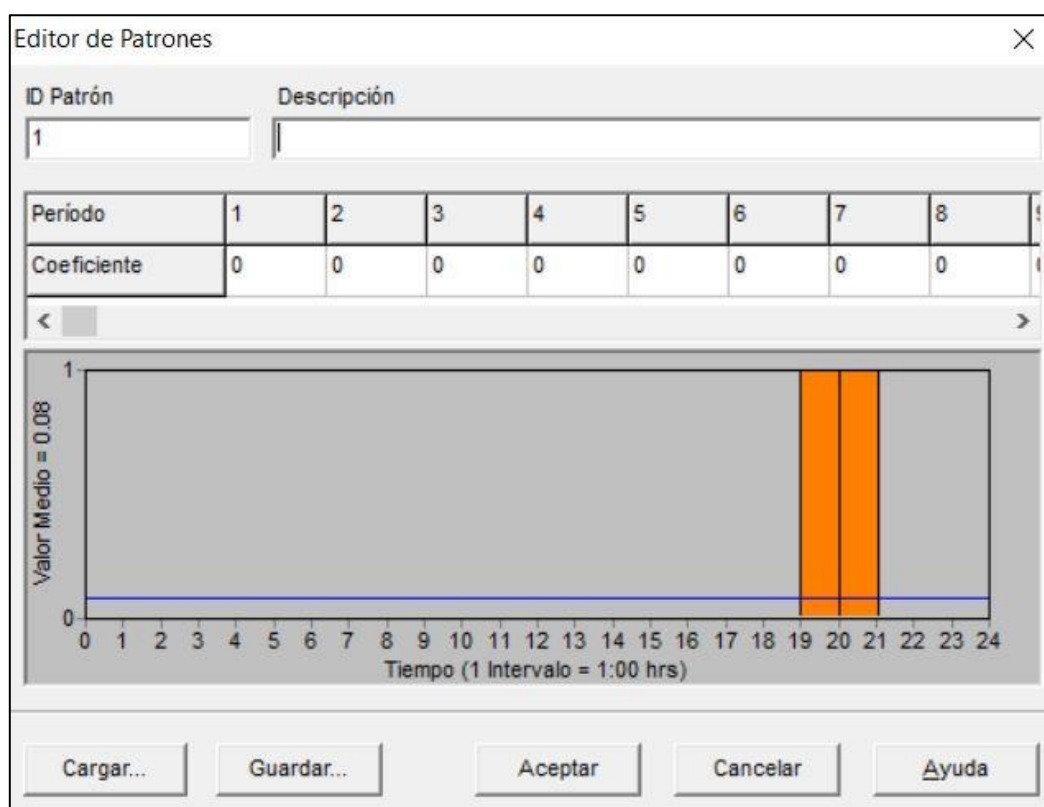 Editor de Patrones
ID Patrón Descripción
1
Período 1 2 3 4 5 6 7 8
Coeficiente 0 0 0 0 0 0 0 0
1
Valor Medio = 0.08
0
0 1 2 3 4 5 6 7 8 9 10 11 12 13 14 15 16 17 18 19 20 21 22 23 24
Tiempo (1 Intervalo = 1:00 hrs)
Cargar... Guardar... Aceptar Cancelar Ayuda